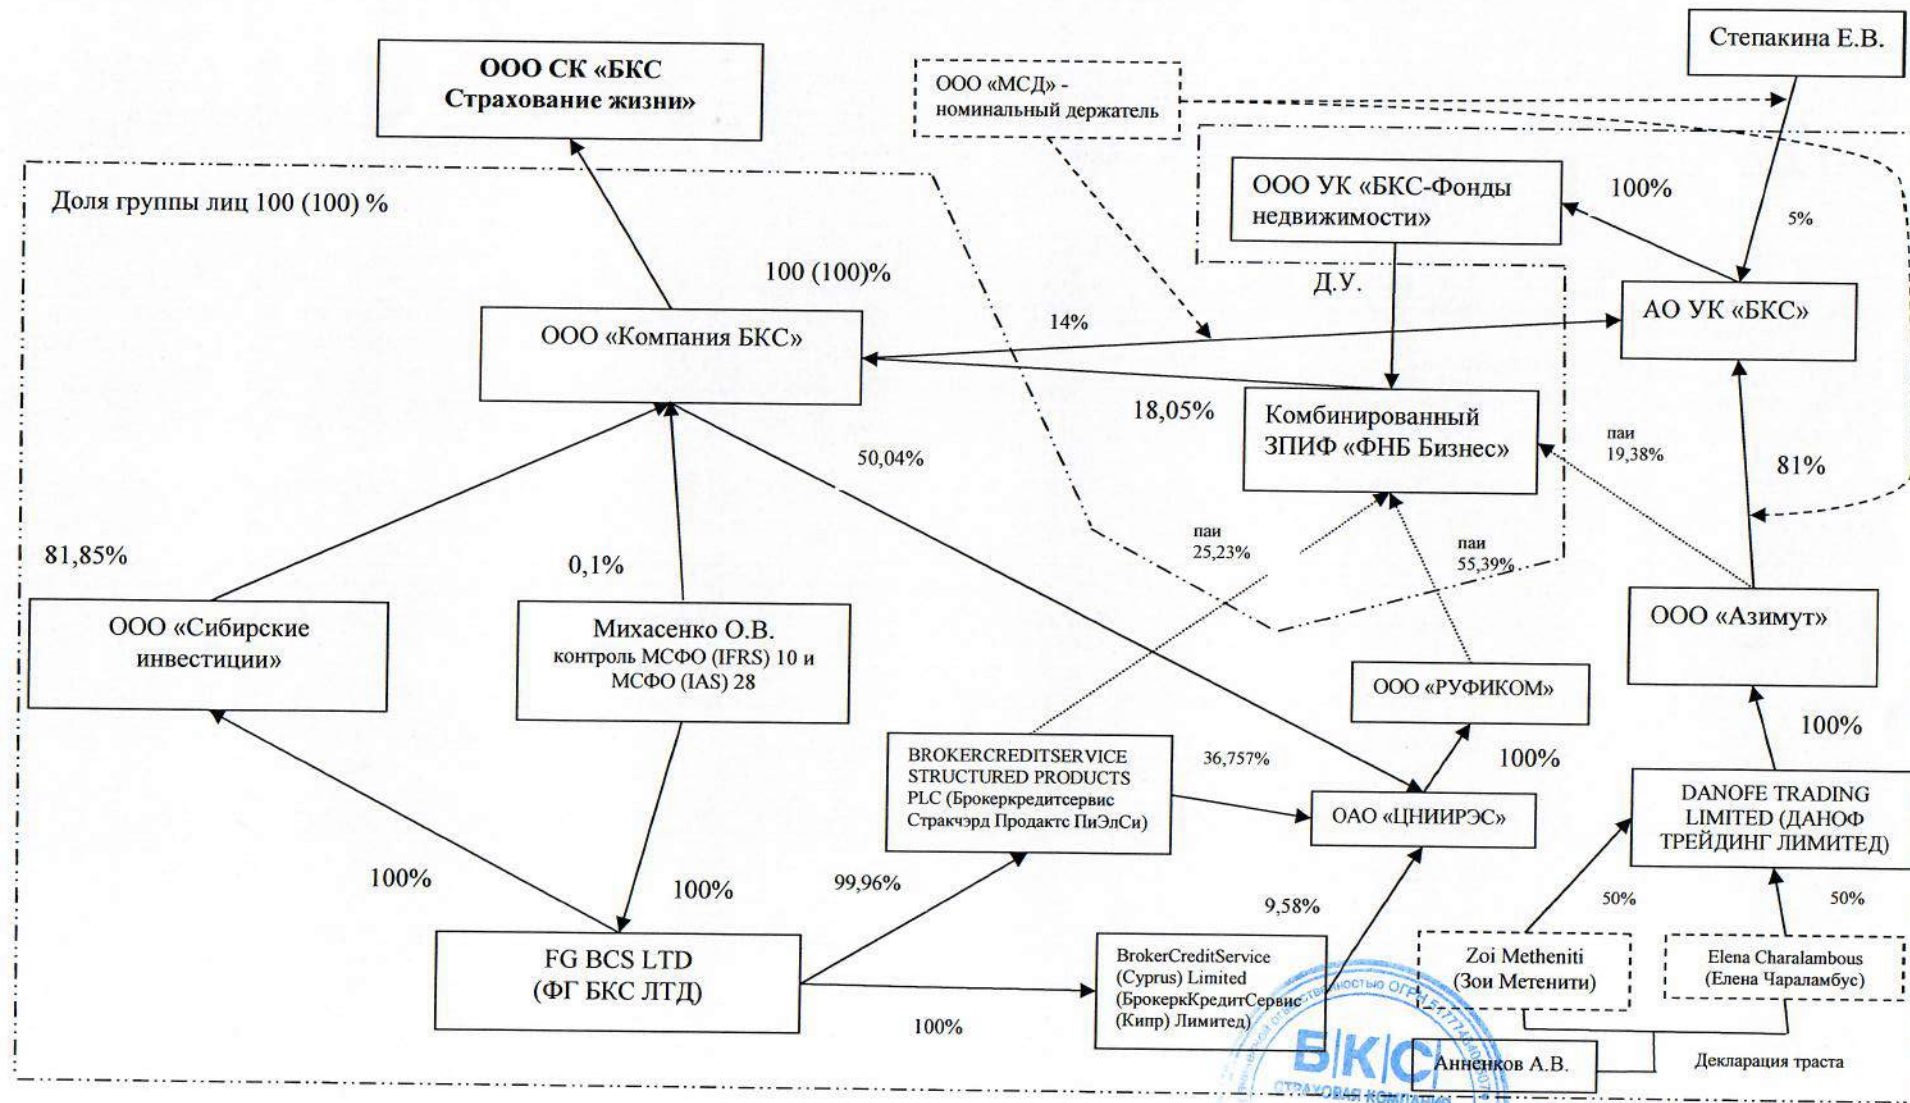 Степакина Е.В.
ООО СК «БКС
Страхование жизни»
ООО «МСД» -
номинальный держатель
Доля группы лиц 100 (100) %
ООО УК «БКС-Фонды
недвижимости»
100%
5%
100 (100)%
Д.У.
ООО «Компания БКС»
14%
АО УК «БКС»
18,05%
Комбинированный
ЗПИФ «ФНБ Бизнес»
паи
19,38%
81%
50,04%
паи
25,23%
паи
55,39%
81,85%
0,1%
ООО «Сибирские
инвестиции»
Михасенко О.В.
контроль МСФО (IFRS) 10 и
МСФО (IAS) 28
ООО «Азимут»
ООО «РУФИКОМ»
100%
100%
BROKERCREDITSERVICE
STRUCTURED PRODUCTS
PLC (Брокеркредитсервис
Стракчэрд Продактс ПиЭлСи)
36,757%
ОАО «ЦНИИРЭС»
DANOFE TRADING
LIMITED (ДАНОФ
ТРЕЙДИНГ ЛИМИТЕД)
100%
100%
99,96%
9,58%
50%
50%
FG BCS LTD
(ФГ БКС ЛТД)
100%
BrokerCreditService
(Cyprus) Limited
(БрокеркКредитСервис
(Кипр) Лимитед)
Zoi Metheniti
(Зои Метенити)
Elena Charalambous
(Елена Чараламбус)
Анненков А.В.
Декларация траста
Б|К|С
СТРАХОВАЯ КОМПАНИЯ